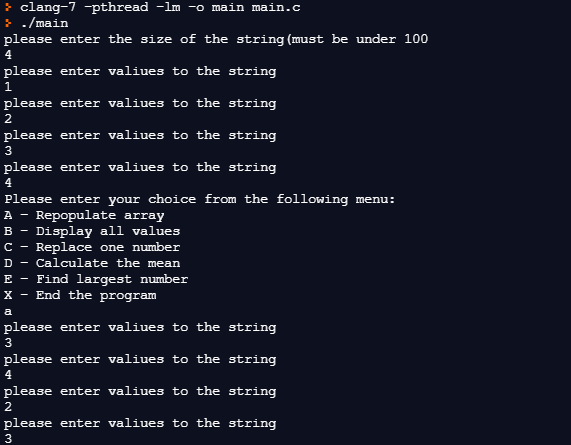 > clang-7 -pthread -lm -o main main.c
> ./main
please enter the size of the string(must be under 100
4
please enter valiues to the string
1
please enter valiues to the string
2
please enter valiues to the string
3
please enter valiues to the string
4
Please enter your choice from the following menu:
A - Repopulate array
B - Display all values
C - Replace one number
D - Calculate the mean
E - Find largest number
X - End the program
a
please enter valiues to the string
3
please enter valiues to the string
4
please enter valiues to the string
2
please enter valiues to the string
3